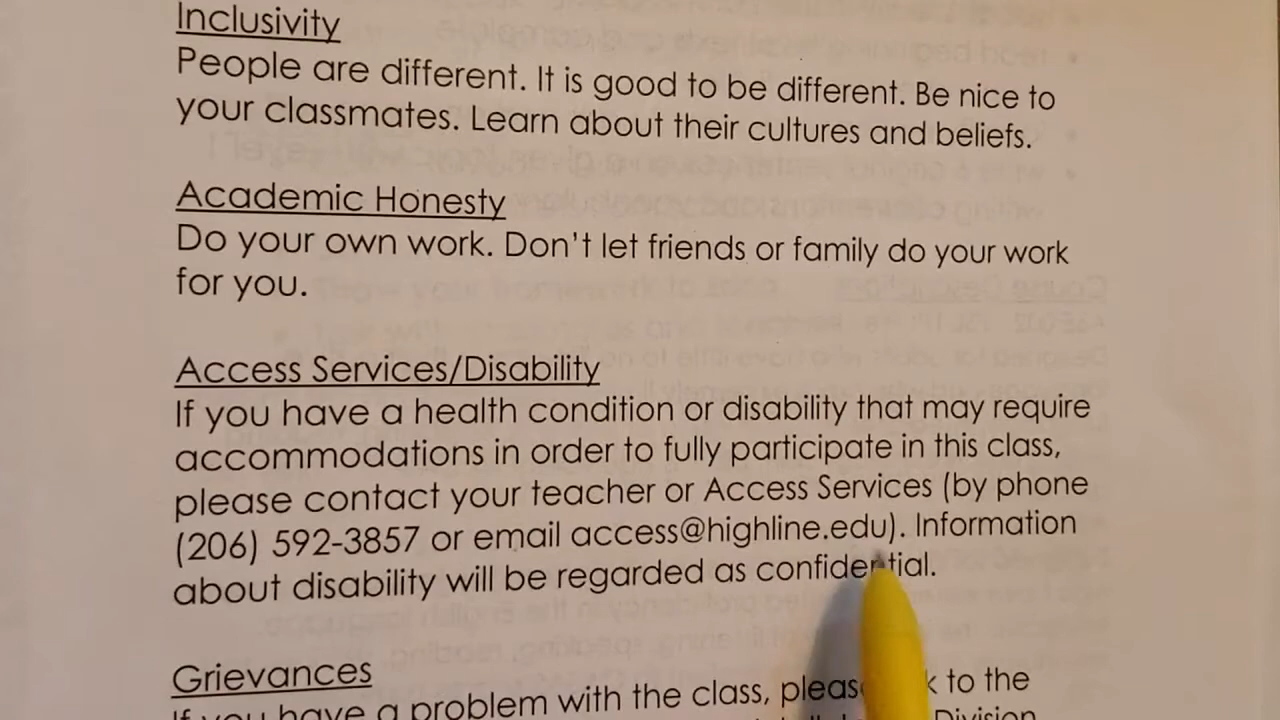 Inclusivity
People are different. It is good to be different. Be nice to
your classmates. Learn about their cultures and beliefs.
Academic Honesty
Do your own work. Don't let friends or family do your work
for you.
Access Services/Disability
If you have a health condition or disability that may require
accommodations in order to fully participate in this class,
please contact your teacher or Access Services (by phone
(206) 592-3857 or email access@highline.edu). Information
about disability will be regarded as confidential.
Grievances
If you have a problem with the class, to the
Division